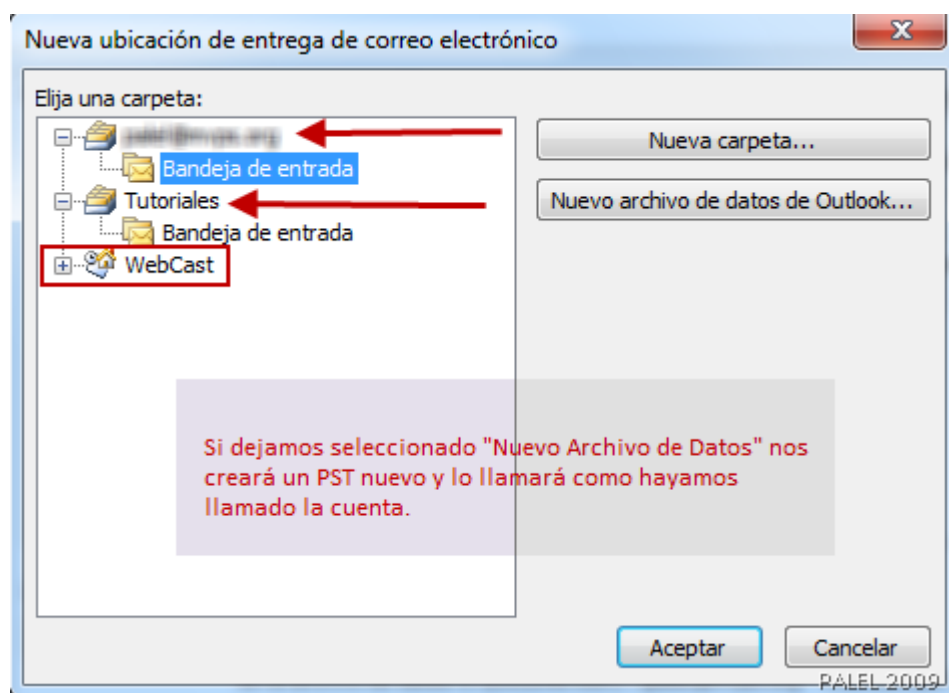 Nueva ubicación de entrega de correo electrónico
Elija una carpeta:
Bandeja de entrada
Tutoriales
Bandeja de entrada
WebCast
Nueva carpeta...
Nuevo archivo de datos de Outlook...
Si dejamos seleccionado "Nuevo Archivo de Datos" nos
creará un PST nuevo y lo llamará como hayamos
llamado la cuenta.
Aceptar
Cancelar
PALEL 2009